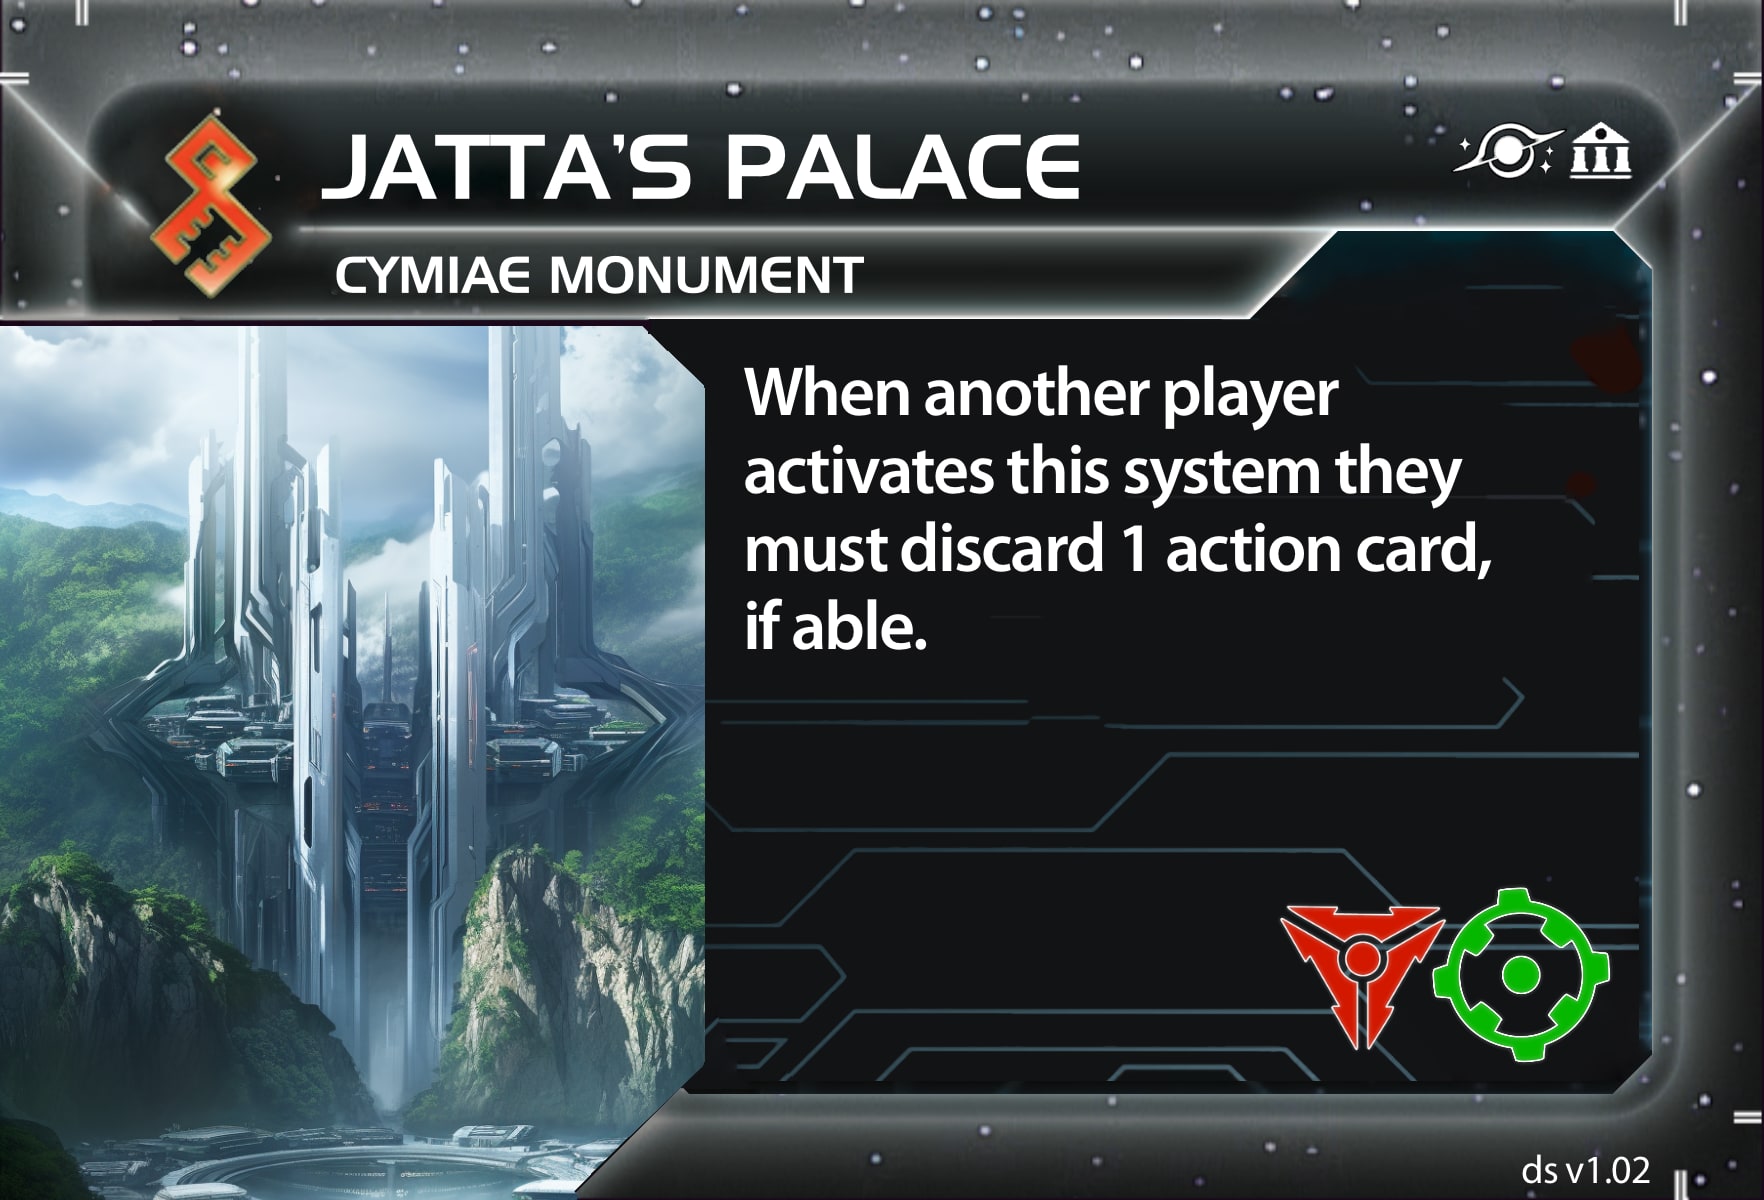 JATTA'S PALACE
CYMIAE MONUMENT
When another player
activates this system they
must discard 1 action card,
if able.
ds v1.02